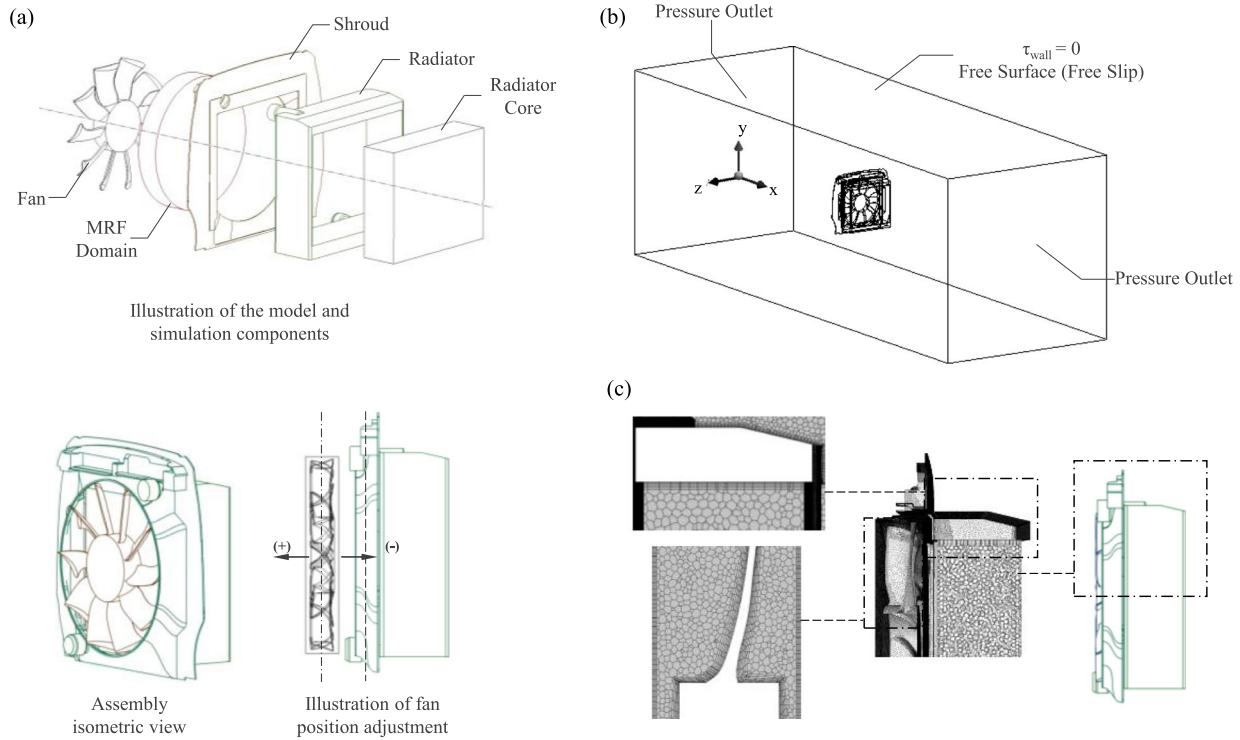 (a)
Shroud
Radiator
Radiator
Core
Fan
MRF
Domain
Illustration of the model and
simulation components
(+)
(-)
Assembly
isometric view
Illustration of fan
position adjustment
(b)
Pressure Outlet
τwall = 0
Free Surface (Free Slip)
y
z
x
Pressure Outlet
(c)